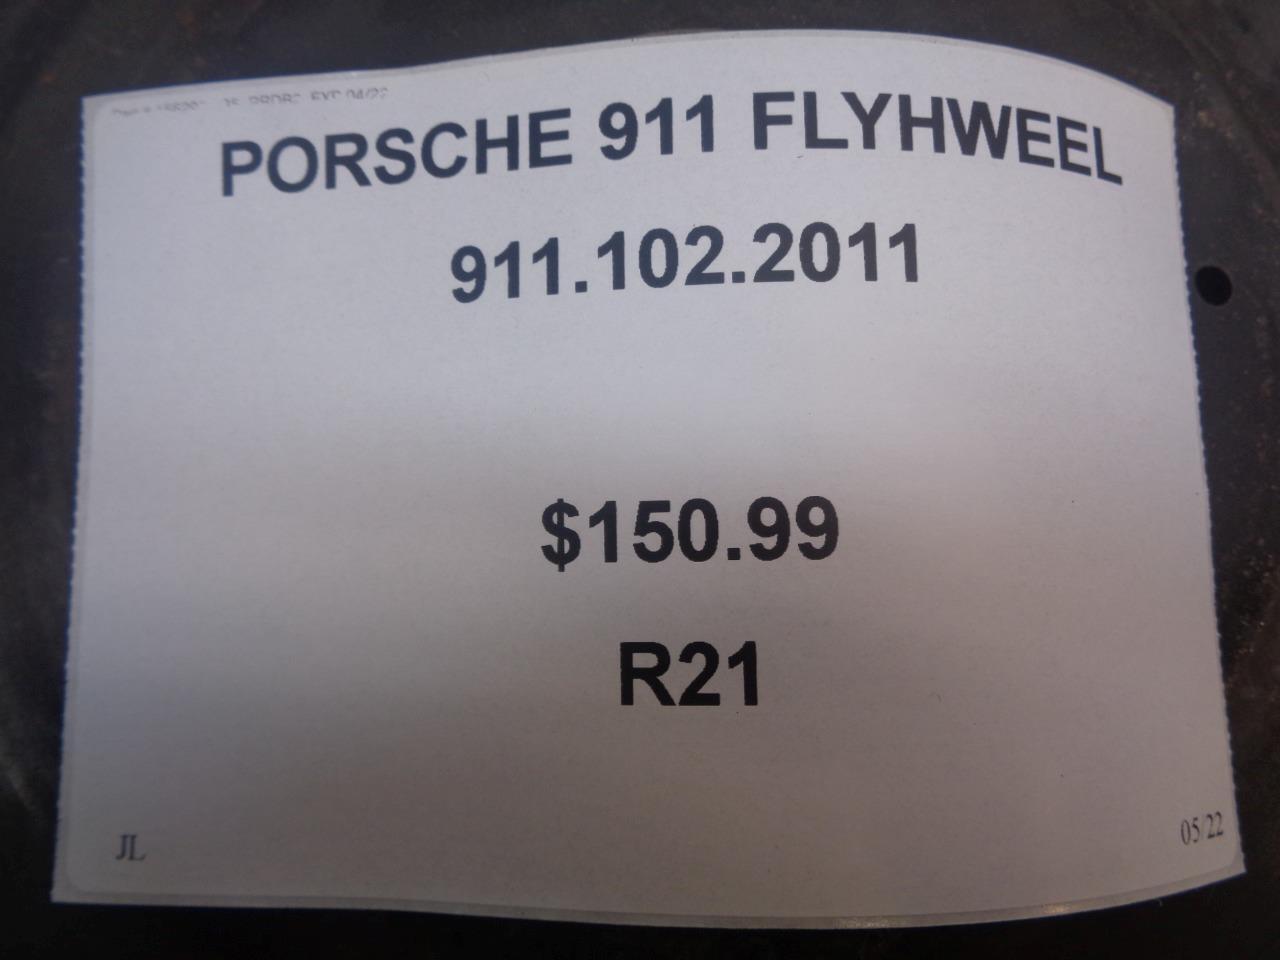 PORSCHE 911 FLYHWEEL
911.102.2011
$150.99
R21
JL
05/22